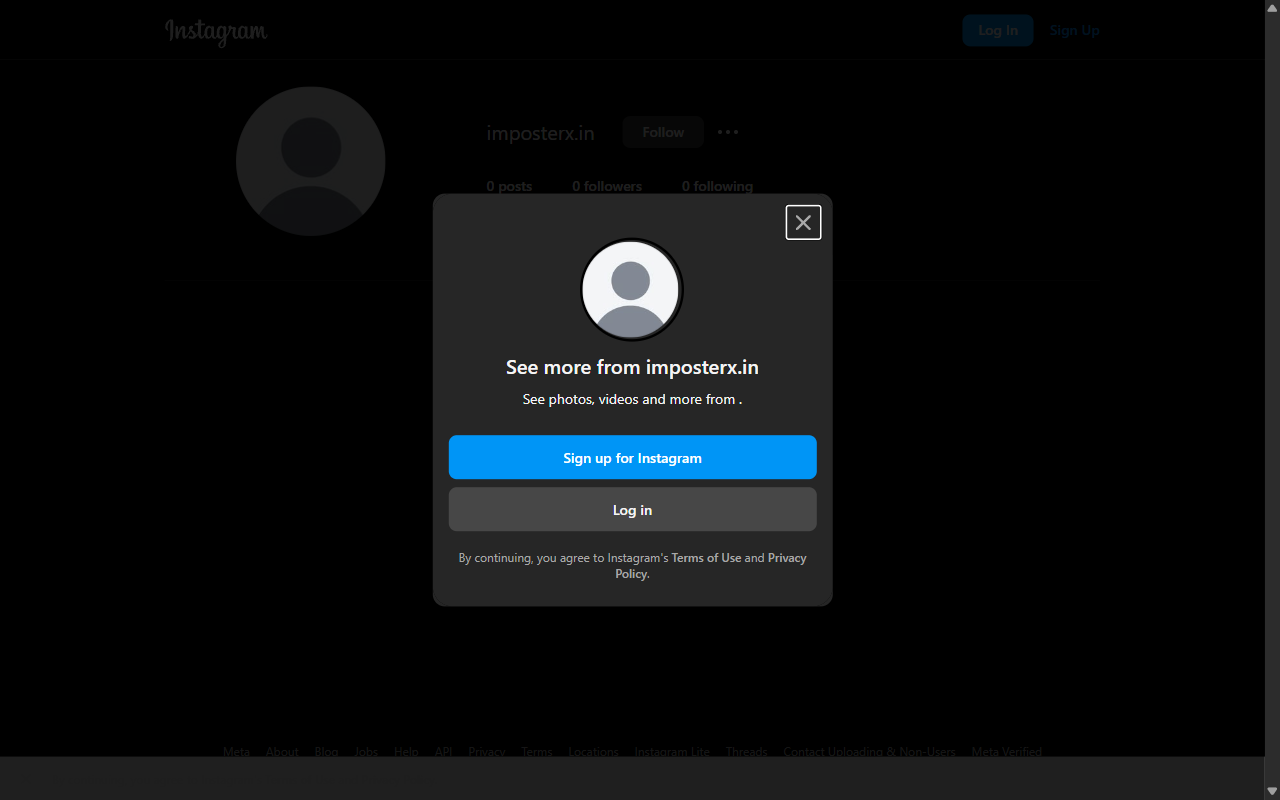 Instagram
Log In
Sign Up
imposterx.in
Follow
0 posts
0 followers
0 following
See more from imposterx.in
See photos, videos and more from .
Sign up for Instagram
Log in
By continuing, you agree to Instagram's Terms of Use and Privacy
Policy.
Meta About Blog Jobs Help API Privacy Terms Locations Instagram Lite Threads Contact Uploading & Non-Users Meta Verified